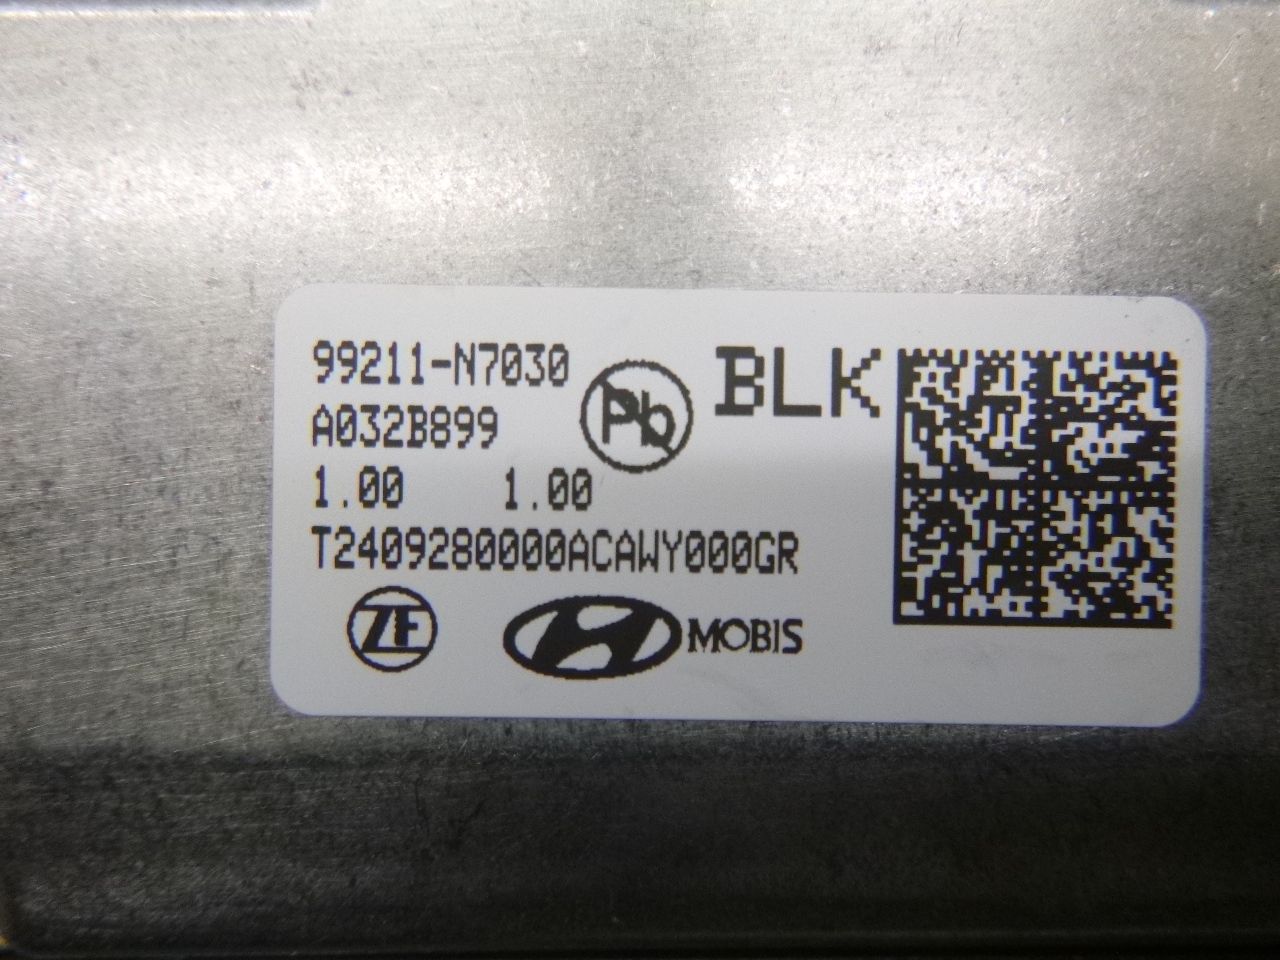 99211-N7030
BLK
Pb
A032B899
1.00 1.00
T2409280000ACAWY000GR
ZF
MOBIS